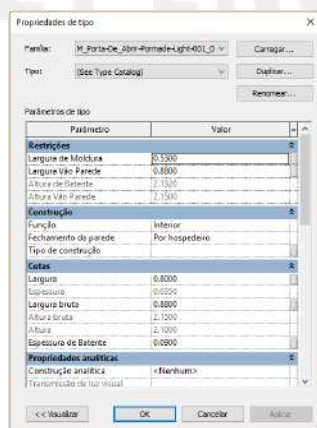 Propriedades de tipo
Família: M_Porta-De_Abrir-Pormade-Light-001_0 Carregar...
Tipo: (See Type Catalog) Duplicar...
Renomear...
Parâmetros de tipo
Parâmetro Valor =
Restrições
Largura de Moldura 0.5300
Largura Vão Parede 0.8800
Altura de Batente 2.1320
Altura Vão Parede 2.1500
Construção
Função Interior
Fechamento da parede Por hospedeiro
Tipo de construção
Cotas
Largura 0.8000
Espessura 0.0350
Largura bruta 0.8800
Altura bruta 2.1500
Altura 2.1000
Espessura de Batente 0.0900
Propriedades analíticas
Construção analítica <Nenhum>
Transmissão de luz visual
<< Visualizar OK Cancelar Aplicar